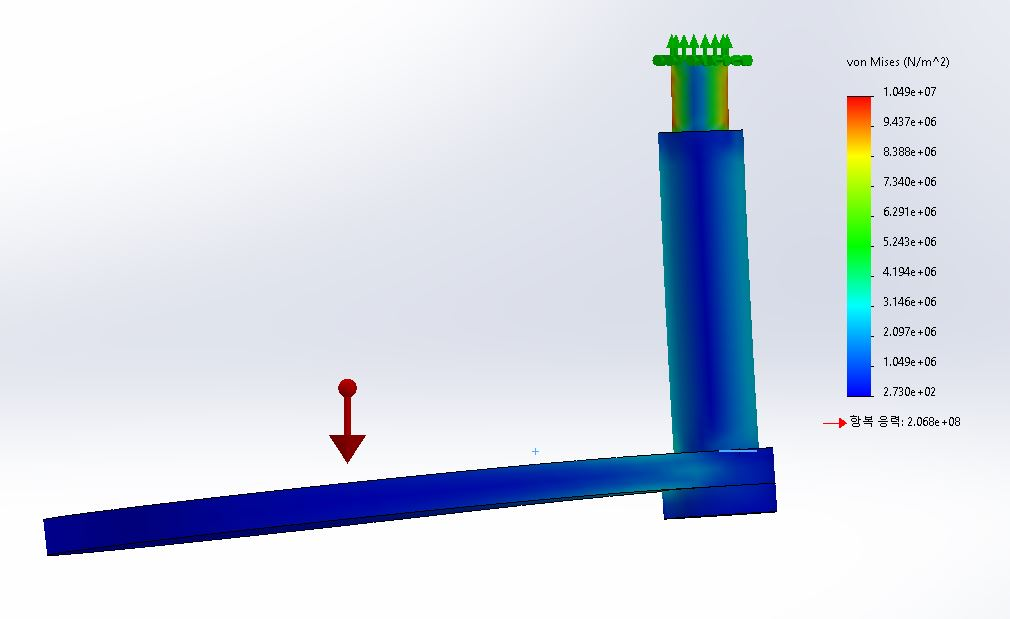 von Mises (N/m^2)
1.049e+07
9.437e+06
8.388e+06
7.340e+06
6.291e+06
5.243e+06
4.194e+06
3.146e+06
2.097e+06
1.049e+06
2.730e+02
항복 응력: 2.068e+08